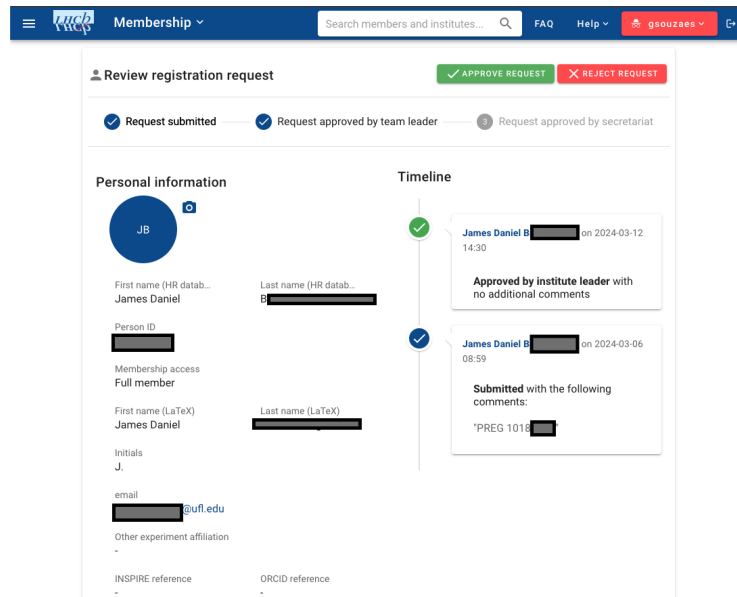 LHCb
THCp
Membership
Search members and institutes...
FAQ
Help
gsouzaes
Review registration request
APPROVE REQUEST
REJECT REQUEST
Request submitted
Request approved by team leader
3
Request approved by secretariat
Personal information
JB
First name (HR datab...
Last name (HR datab...
James Daniel
B
Person ID
Membership access
Full member
First name (LaTeX)
Last name (LaTeX)
James Daniel
Initials
J.
email
@ufl.edu
Other experiment affiliation
-
INSPIRE reference
ORCID reference
-
-
Timeline
James Daniel B on 2024-03-12
14:30
Approved by institute leader with
no additional comments
James Daniel B on 2024-03-06
08:59
Submitted with the following
comments:
"PREG 1018 "